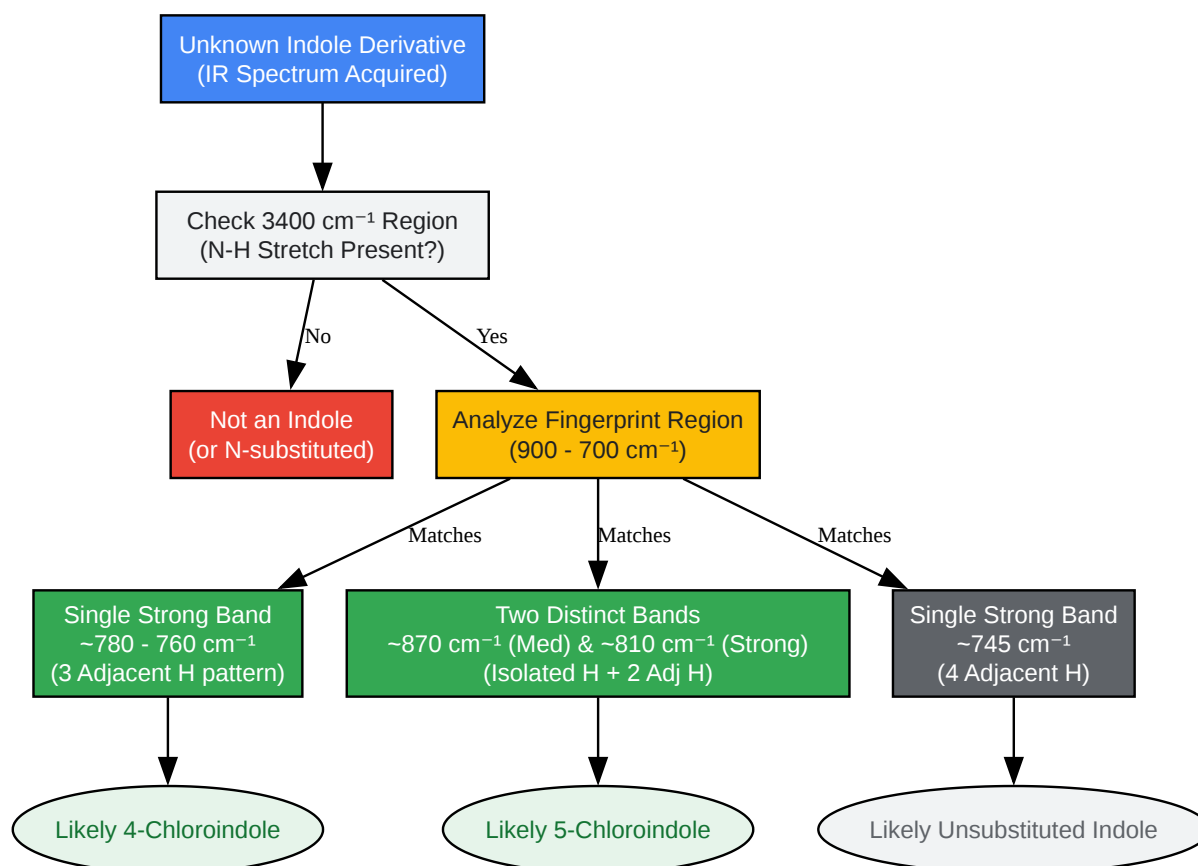 Unknown Indole Derivative
(IR Spectrum Acquired)
Check 3400 cm⁻¹ Region
(N-H Stretch Present?)
No
Yes
Not an Indole
(or N-substituted)
Analyze Fingerprint Region
(900 - 700 cm⁻¹)
Matches
Matches
Matches
Single Strong Band
~780 - 760 cm⁻¹
(3 Adjacent H pattern)
Two Distinct Bands
~870 cm⁻¹ (Med) & ~810 cm⁻¹ (Strong)
(Isolated H + 2 Adj H)
Single Strong Band
~745 cm⁻¹
(4 Adjacent H)
Likely 4-Chloroindole
Likely 5-Chloroindole
Likely Unsubstituted Indole